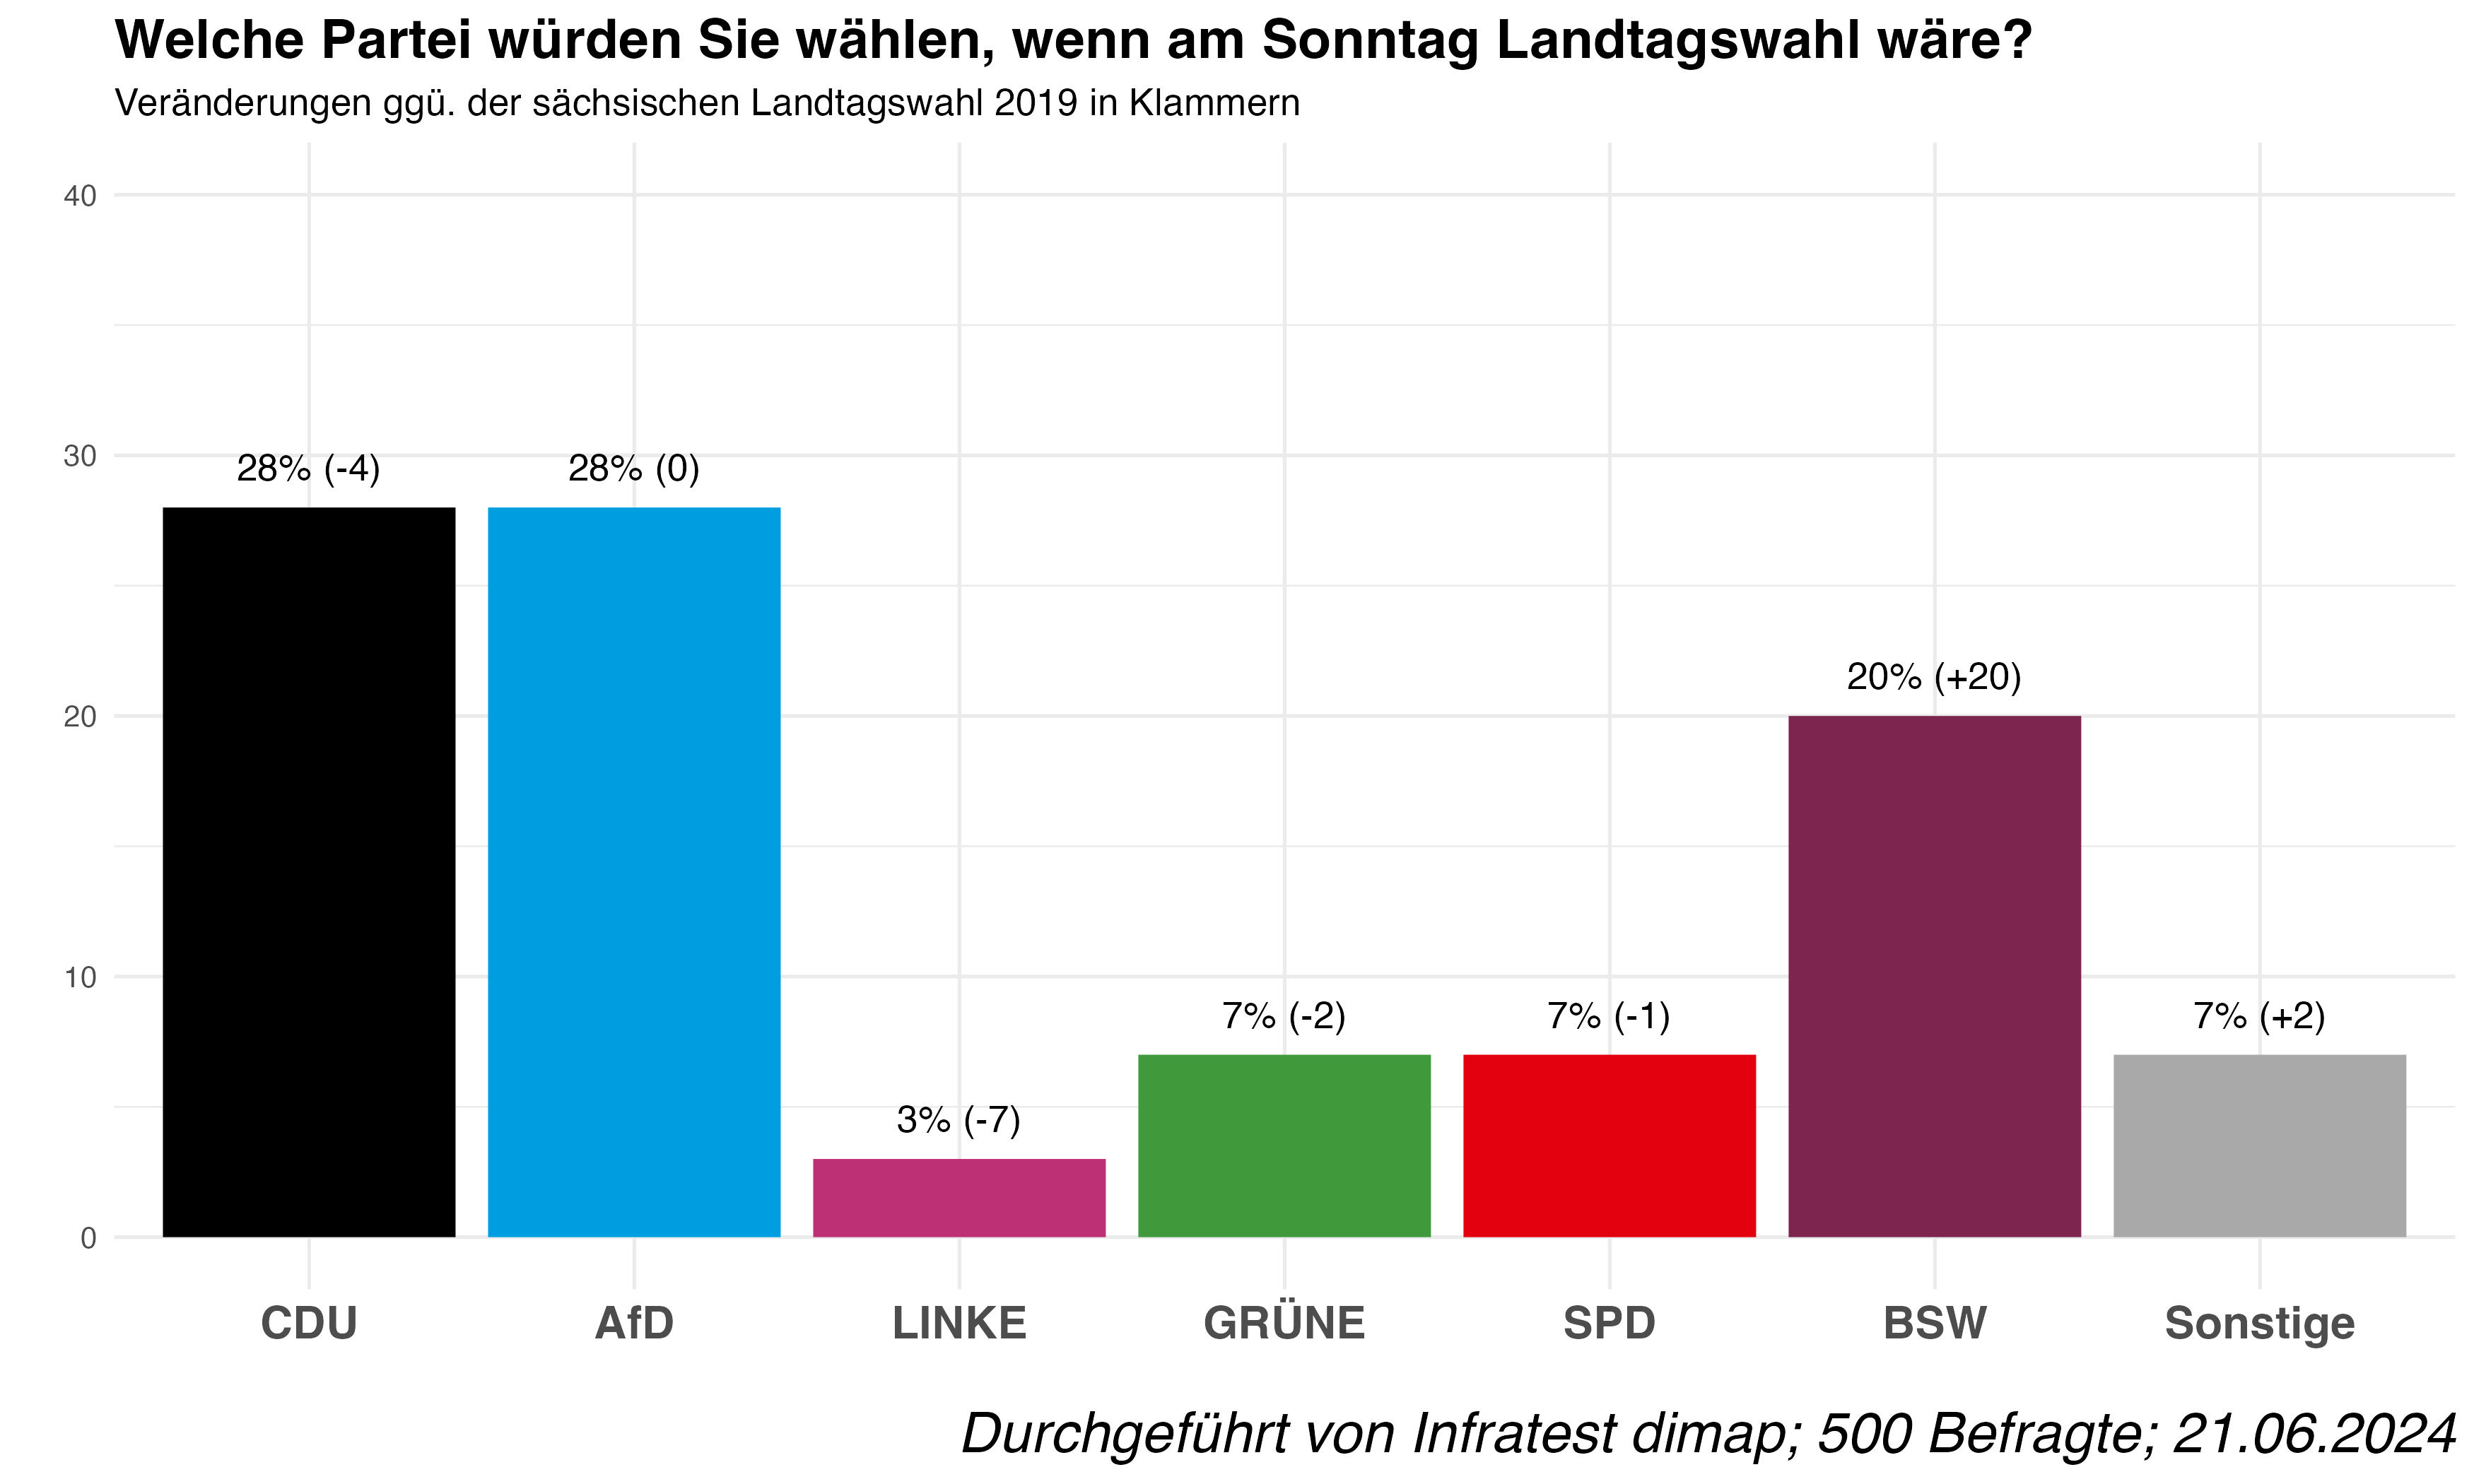 Welche Partei würden Sie wählen, wenn am Sonntag Landtagswahl wäre?
Veränderungen ggü. der sächsischen Landtagswahl 2019 in Klammern
40
30
20
10
0
28% (-4)
28% (0)
3% (-7)
7% (-2)
7% (-1)
20% (+20)
7% (+2)
CDU
AfD
LINKE
GRÜNE
SPD
BSW
Sonstige
Durchgeführt von Infratest dimap; 500 Befragte; 21.06.2024